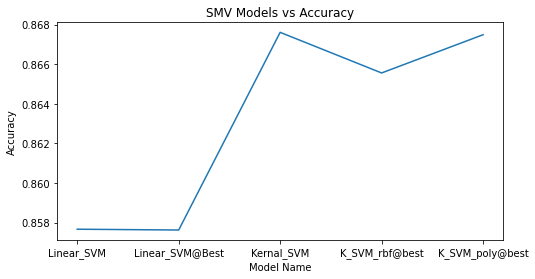 SMV Models vs Accuracy
0.868
0.866
0.864
0.862
0.860
0.858
Accuracy
Linear_SVM Linear_SVM@Best Kernal_SVM K_SVM_rbf@best K_SVM_poly@best
Model Name